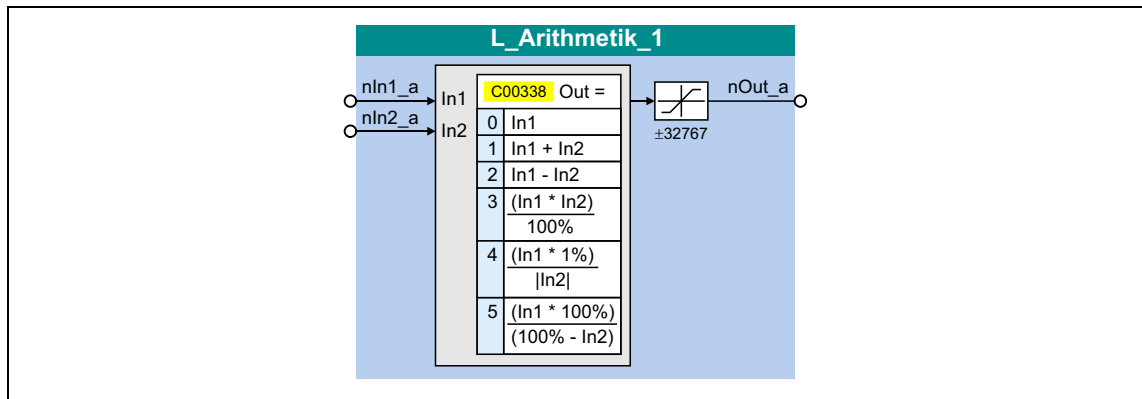 L_Arithmetik_1
nIn1_a
nIn2_a
In1
In2
C00338 Out =
0 In1
1 In1 + In2
2 In1 - In2
3 (In1 * In2)
100%
4 (In1 * 1%)
|In2|
5 (In1 * 100%)
(100% - In2)
nOut_a
±32767